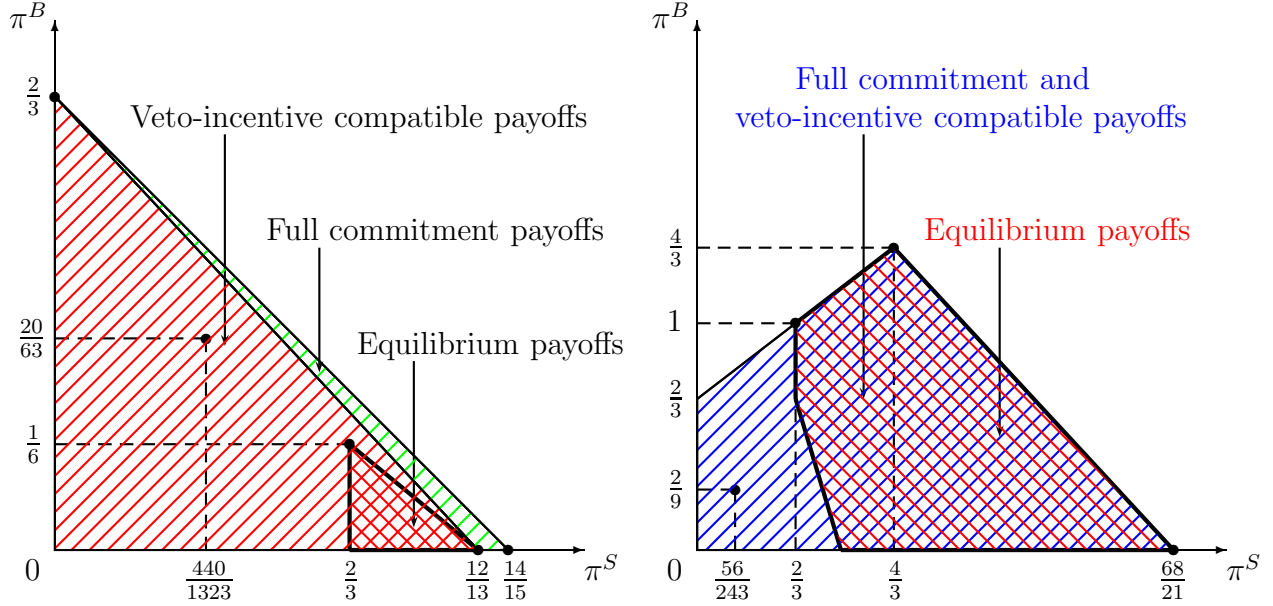 π^B
2/3
Veto-incentive compatible payoffs
Full commitment payoffs
20/63
Equilibrium payoffs
1/6
0
440/1323
2/3
12/13
14/15
π^S
π^B
Full commitment and
veto-incentive compatible payoffs
4/3
Equilibrium payoffs
1
2/3
2/9
0
56/243
2/3
4/3
68/21
π^S